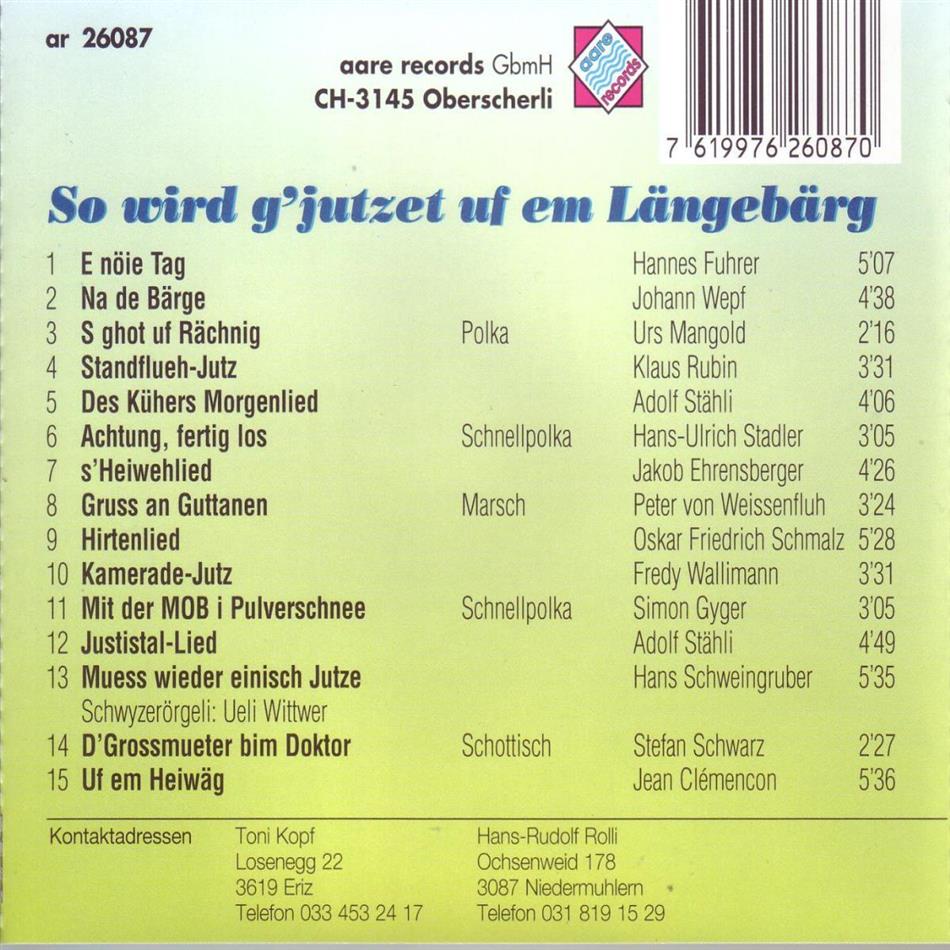 ar 26087
aare records GbmH
CH-3145 Oberscherli
aare records
7 619976 260870
So wird g'jutzet uf em Längebärg
1 E nöie Tag Hannes Fuhrer 5'07
2 Na de Bärge Johann Wepf 4'38
3 S ghot uf Rächnig Polka Urs Mangold 2'16
4 Standflueh-Jutz Klaus Rubin 3'31
5 Des Kühers Morgenlied Adolf Stähli 4'06
6 Achtung, fertig los Schnellpolka Hans-Ulrich Stadler 3'05
7 s'Heiwehlied Jakob Ehrensberger 4'26
8 Gruss an Guttanen Marsch Peter von Weissenfluh 3'24
9 Hirtenlied Oskar Friedrich Schmalz 5'28
10 Kamerade-Jutz Fredy Wallimann 3'31
11 Mit der MOB i Pulverschnee Schnellpolka Simon Gyger 3'05
12 Justistal-Lied Adolf Stähli 4'49
13 Muess wieder einisch Jutze Hans Schweingruber 5'35
Schwyzerörgeli: Ueli Wittwer
14 D'Grossmueter bim Doktor Schottisch Stefan Schwarz 2'27
15 Uf em Heiwäg Jean Clémencon 5'36
Kontaktadressen Toni Kopf Hans-Rudolf Rolli
Losenegg 22 Ochsenweid 178
3619 Eriz 3087 Niedermuhlern
Telefon 033 453 24 17 Telefon 031 819 15 29